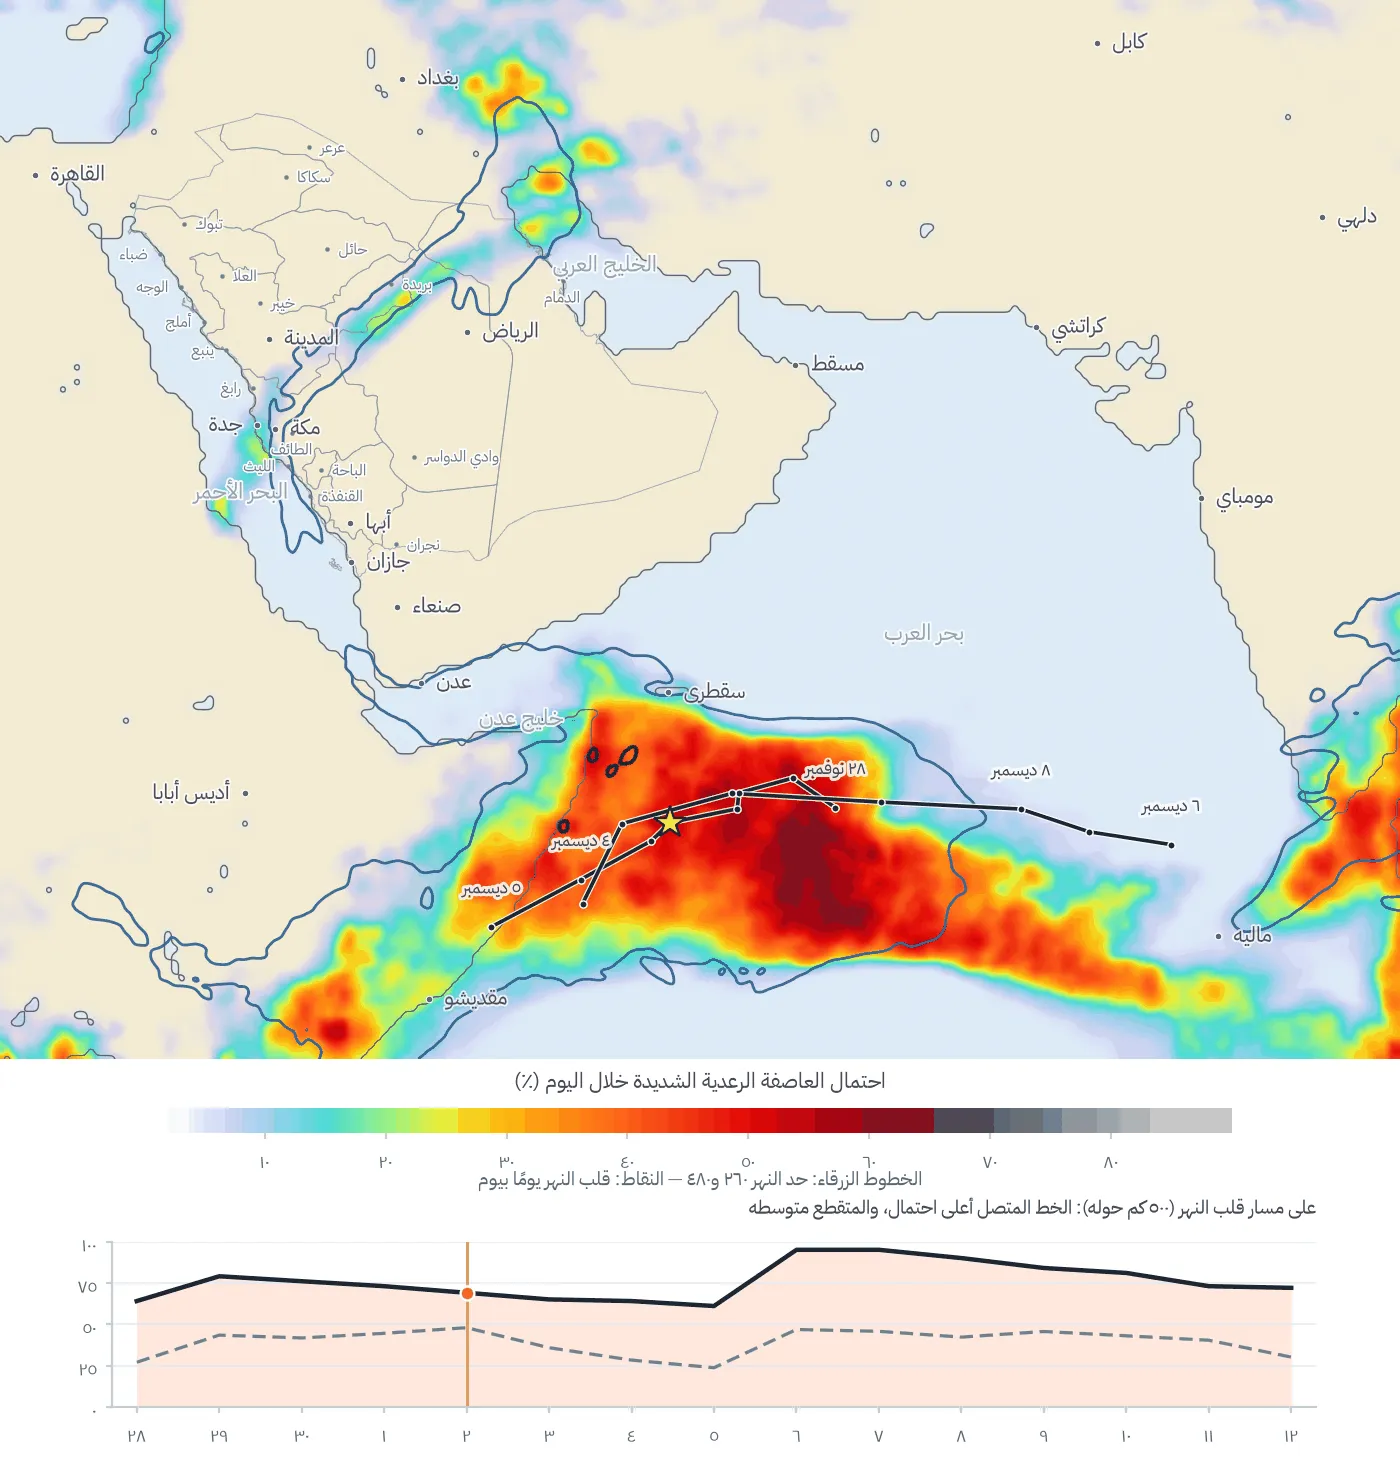 كابل
بغداد
القاهرة
عرعر
سكاكا
دلهي
تبوك
ضباء
حائل
العلا
الوجه
بريدة
الخليج العربي
الدمام
خيبر
أملج
المدينة
الرياض
كراتشي
ينبع
مسقط
رابغ
جدة
مكة
الطائف
الليث
الباحة
وادي الدواسر
البحر الأحمر
القنفذة
مومباي
أبها
نجران
جازان
صنعاء
بحر العرب
عدن
سقطرى
خليج عدن
٢٨ نوفمبر
٨ ديسمبر
أديس أبابا
٦ ديسمبر
٤ ديسمبر
٥ ديسمبر
ماليه
مقديشو
احتمال العاصفة الرعدية الشديدة خلال اليوم (٪)
١٠ ٢٠ ٣٠ ٤٠ ٥٠ ٦٠ ٧٠ ٨٠
الخطوط الزرقاء: حد النهر ٢٦٠ و٤٨٠ — النقاط: قلب النهر يومًا بيوم
على مسار قلب النهر (٥٠٠ كم حوله): الخط المتصل أعلى احتمال، والمتقطع متوسطه
١٠٠
٧٥
٥٠
٢٥
٠
٢٨ ٢٩ ٣٠ ١ ٢ ٣ ٤ ٥ ٦ ٧ ٨ ٩ ١٠ ١١ ١٢